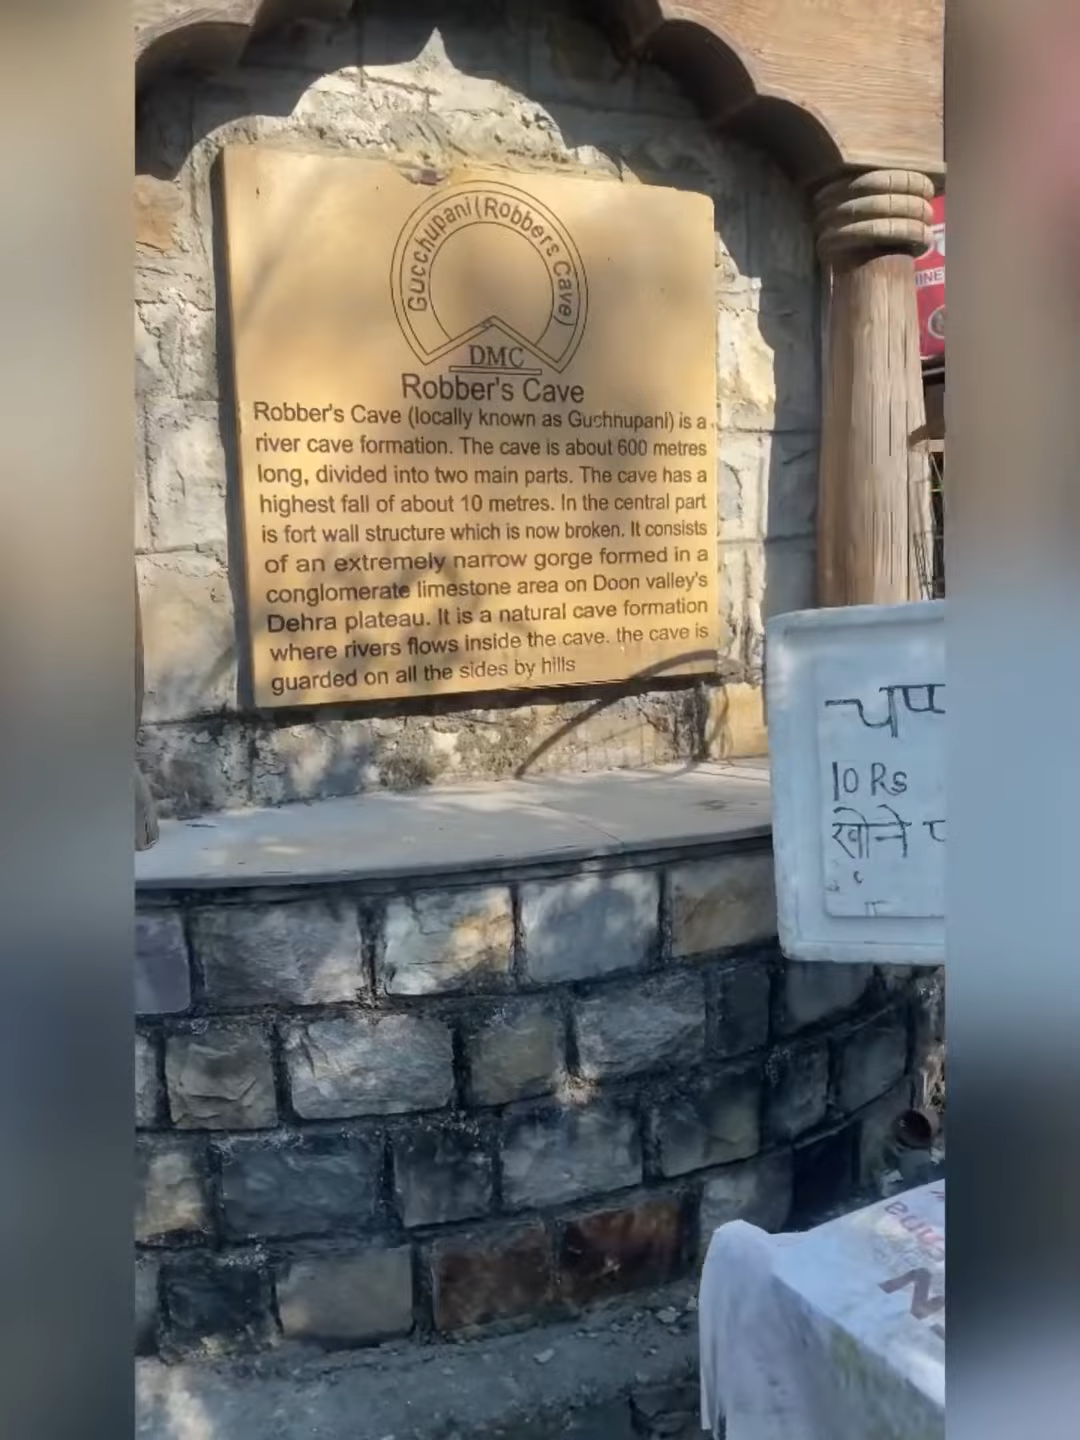 Gucchupani (Robbers Cave)
DMC
Robber's Cave
Robber's Cave (locally known as Guchhupani) is a
river cave formation. The cave is about 600 metres
long, divided into two main parts. The cave has a
highest fall of about 10 metres. In the central part
is fort wall structure which is now broken. It consists
of an extremely narrow gorge formed in a
conglomerate limestone area on Doon valley's
Dehra plateau. It is a natural cave formation
where rivers flows inside the cave. the cave is
guarded on all the sides by hills
10 Rs
खोने